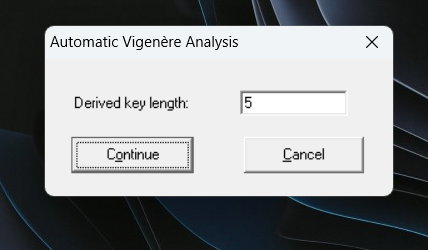 Automatic Vigenère Analysis
Derived key length: 5
Continue Cancel